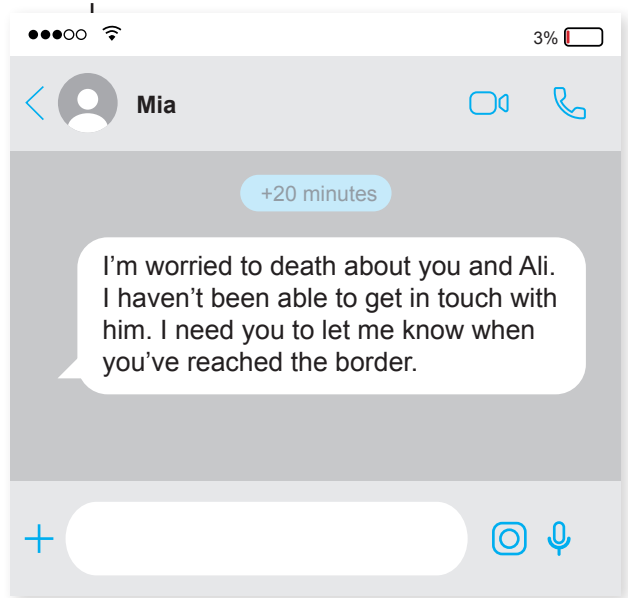 3%
Mia
+20 minutes
I’m worried to death about you and Ali.
I haven’t been able to get in touch with
him. I need you to let me know when
you’ve reached the border.